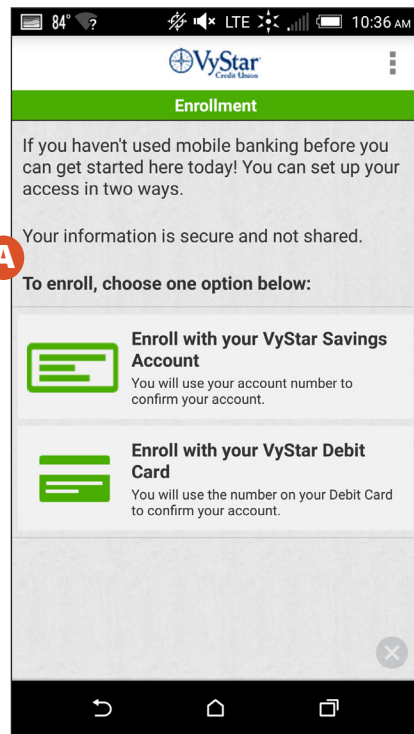 84° ? LTE 10:36 AM
VyStar
Credit Union
Enrollment
If you haven't used mobile banking before you
can get started here today! You can set up your
access in two ways.
Your information is secure and not shared.
A
To enroll, choose one option below:
Enroll with your VyStar Savings
Account
You will use your account number to
confirm your account.
Enroll with your VyStar Debit
Card
You will use the number on your Debit Card
to confirm your account.